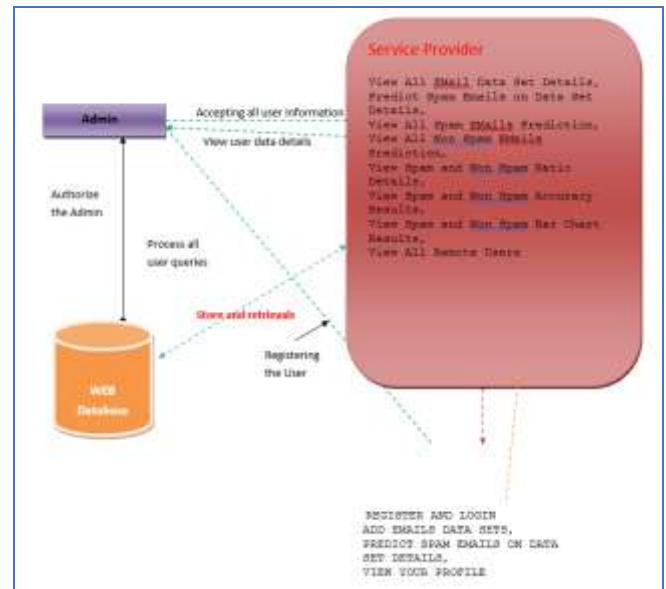 Service Provider
View All EMail Data Set Details,
Predict Spam Emails on Data Set
Details,
View All Spam EMails Prediction,
View All Non Spam EMails
Prediction,
View Spam and Non Spam Ratio
Details,
View Spam and Non Spam Accuracy
Results,
View Spam and Non Spam Bar Chart
Results,
View All Remote Users
Admin
Accepting all user information
View user data details
Authorize
the Admin
Process all
user queries
Store and retrievals
Registering
the User
WEB
Database
REGISTER AND LOGIN
ADD EMAILS DATA SETS,
PREDICT SPAM EMAILS ON DATA
SET DETAILS,
VIEW YOUR PROFILE